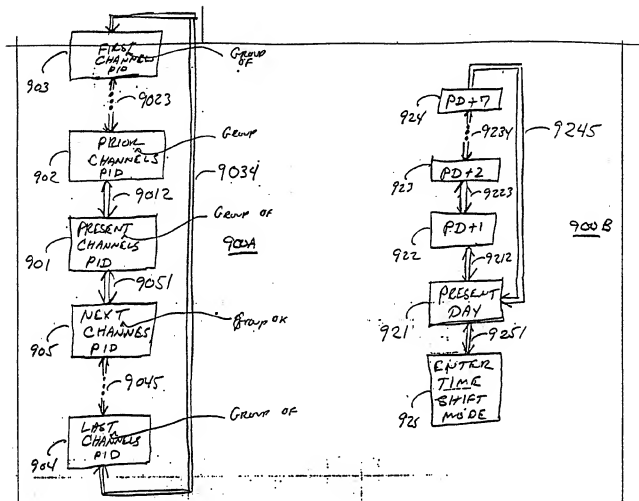 FIRST
CHANNELS
PID
GROUP OF
903
9023
PRIOR
CHANNELS
PID
GROUP
902
9012
9034
PRESENT
CHANNELS
PID
GROUP OF
901
900A
9051
NEXT
CHANNELS
PID
GROUP OF
905
9045
LAST
CHANNELS
PID
GROUP OF
904
PD+7
924
9234
9245
PD+2
923
9223
PD+1
922
900B
9212
PRESENT
DAY
921
9251
ENTER
TIME
SHIFT
MODE
925